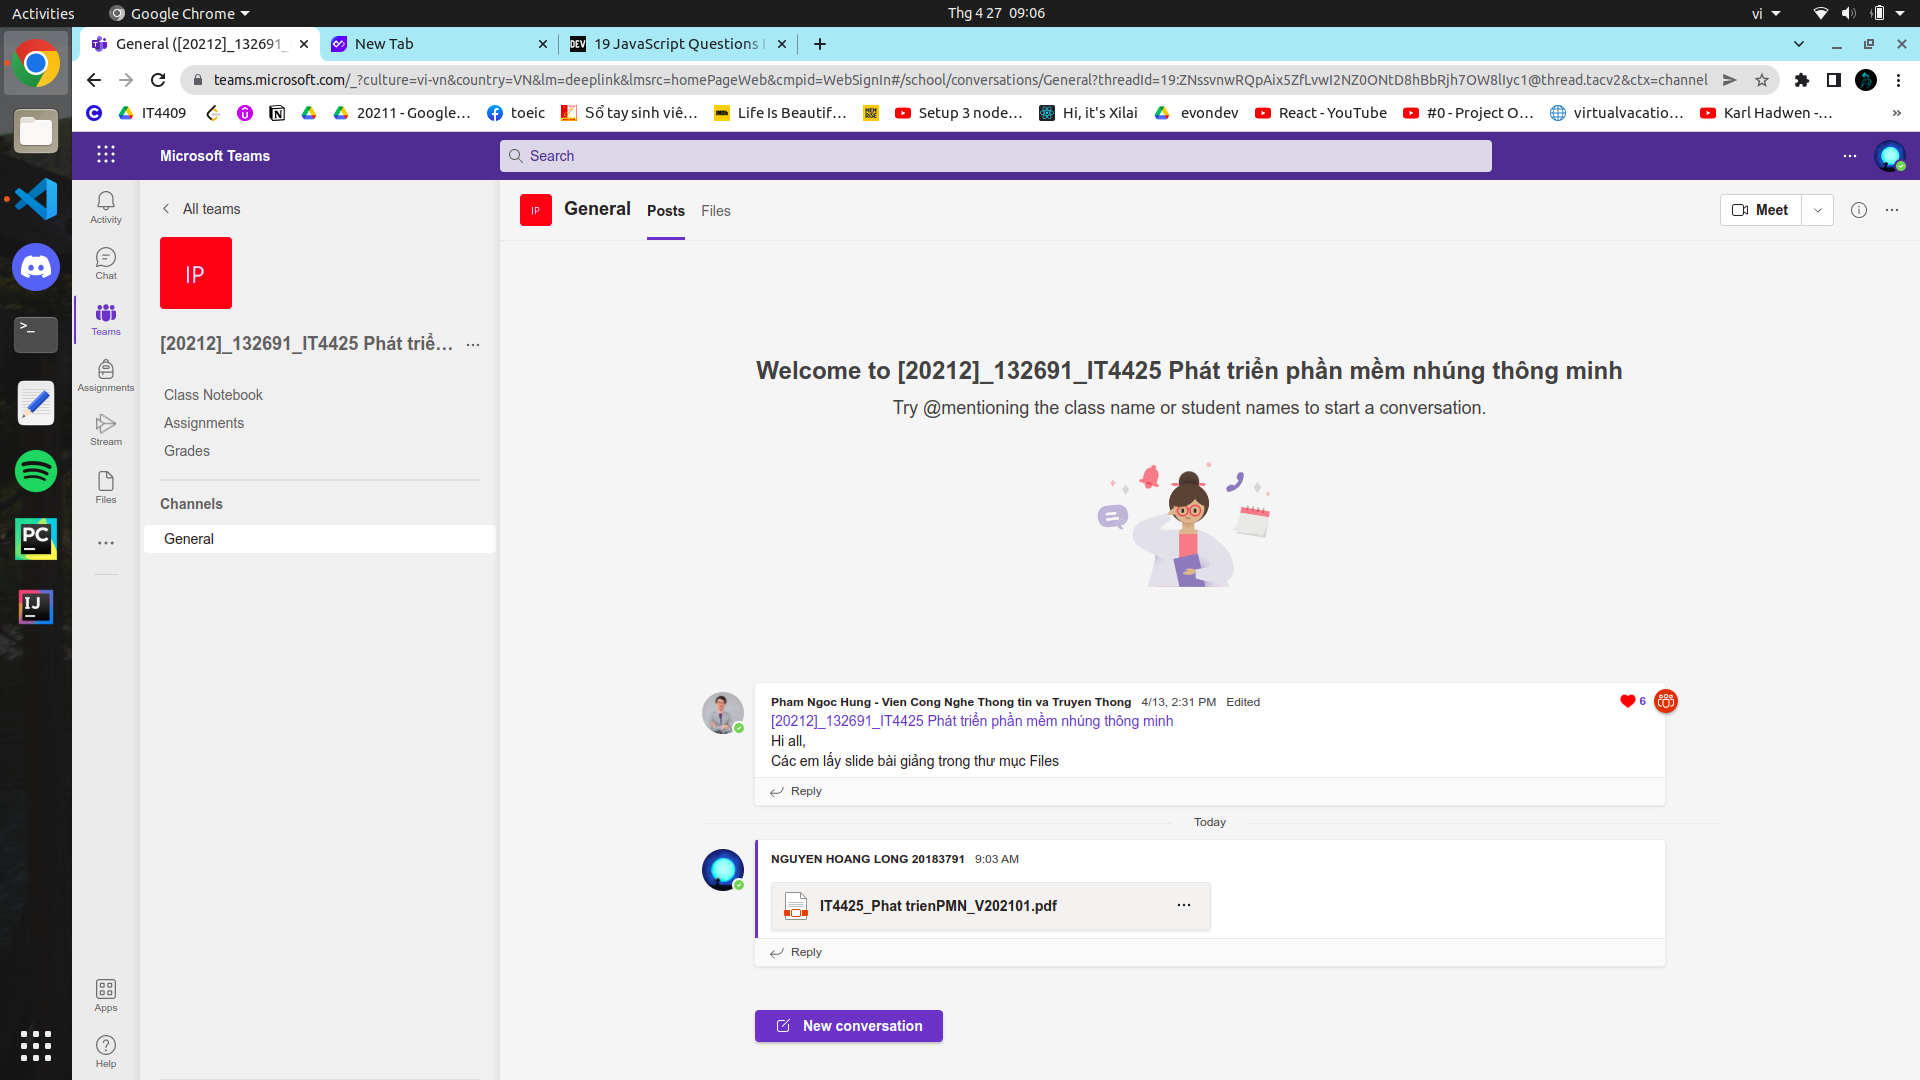 Activities
Google Chrome
Thg 4 27 09:06
vi
General ([20212]_132691_
New Tab
DEV
19 JavaScript Questions
teams.microsoft.com/_?culture=vi-vn&country=VN&lm=deeplink&lmsrc=homePageWeb&cmpid=WebSignIn#/school/conversations/General?threadId=19:ZNssvnwRQpAix5ZfLvwI2NZ0ONtD8hBbRjh7OW8lIyc1@thread.tacv2&ctx=channel
IT4409
20211 - Google…
toeic
Sổ tay sinh viê…
Life Is Beautif…
Setup 3 node…
Hi, it's Xilai
evondev
React - YouTube
#0 - Project O…
virtualvacatio…
Karl Hadwen -…
»
Microsoft Teams
Search
Activity
Chat
Teams
Assignments
Stream
Files
Apps
Help
All teams
IP
[20212]_132691_IT4425 Phát triể…
Class Notebook
Assignments
Grades
Channels
General
IP
General
Posts
Files
Meet
Welcome to [20212]_132691_IT4425 Phát triển phần mềm nhúng thông minh
Try @mentioning the class name or student names to start a conversation.
Pham Ngoc Hung - Vien Cong Nghe Thong tin va Truyen Thong 4/13, 2:31 PM Edited
6
[20212]_132691_IT4425 Phát triển phần mềm nhúng thông minh
Hi all,
Các em lấy slide bài giảng trong thư mục Files
Reply
Today
NGUYEN HOANG LONG 20183791 9:03 AM
IT4425_Phat trienPMN_V202101.pdf
Reply
New conversation
PC
IJ